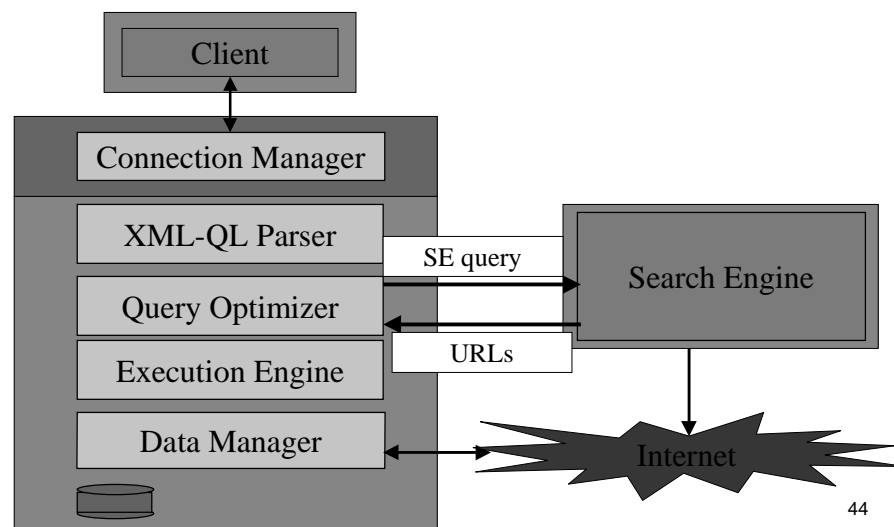 Client
Connection Manager
XML-QL Parser
SE query
Search Engine
Query Optimizer
URLs
Execution Engine
Data Manager
Internet
44